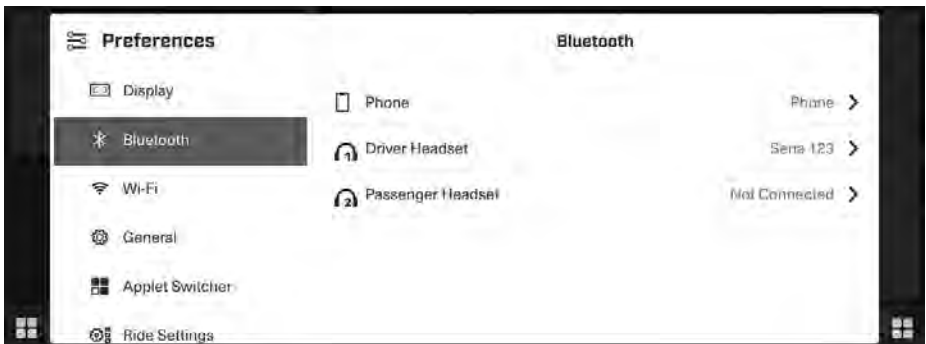 Preferences
Bluetooth
Display
Phone
Phone
Bluetooth
Driver Headset
Sena 123
Wi-Fi
Passenger Headset
Not Connected
General
Applet Switcher
Ride Settings